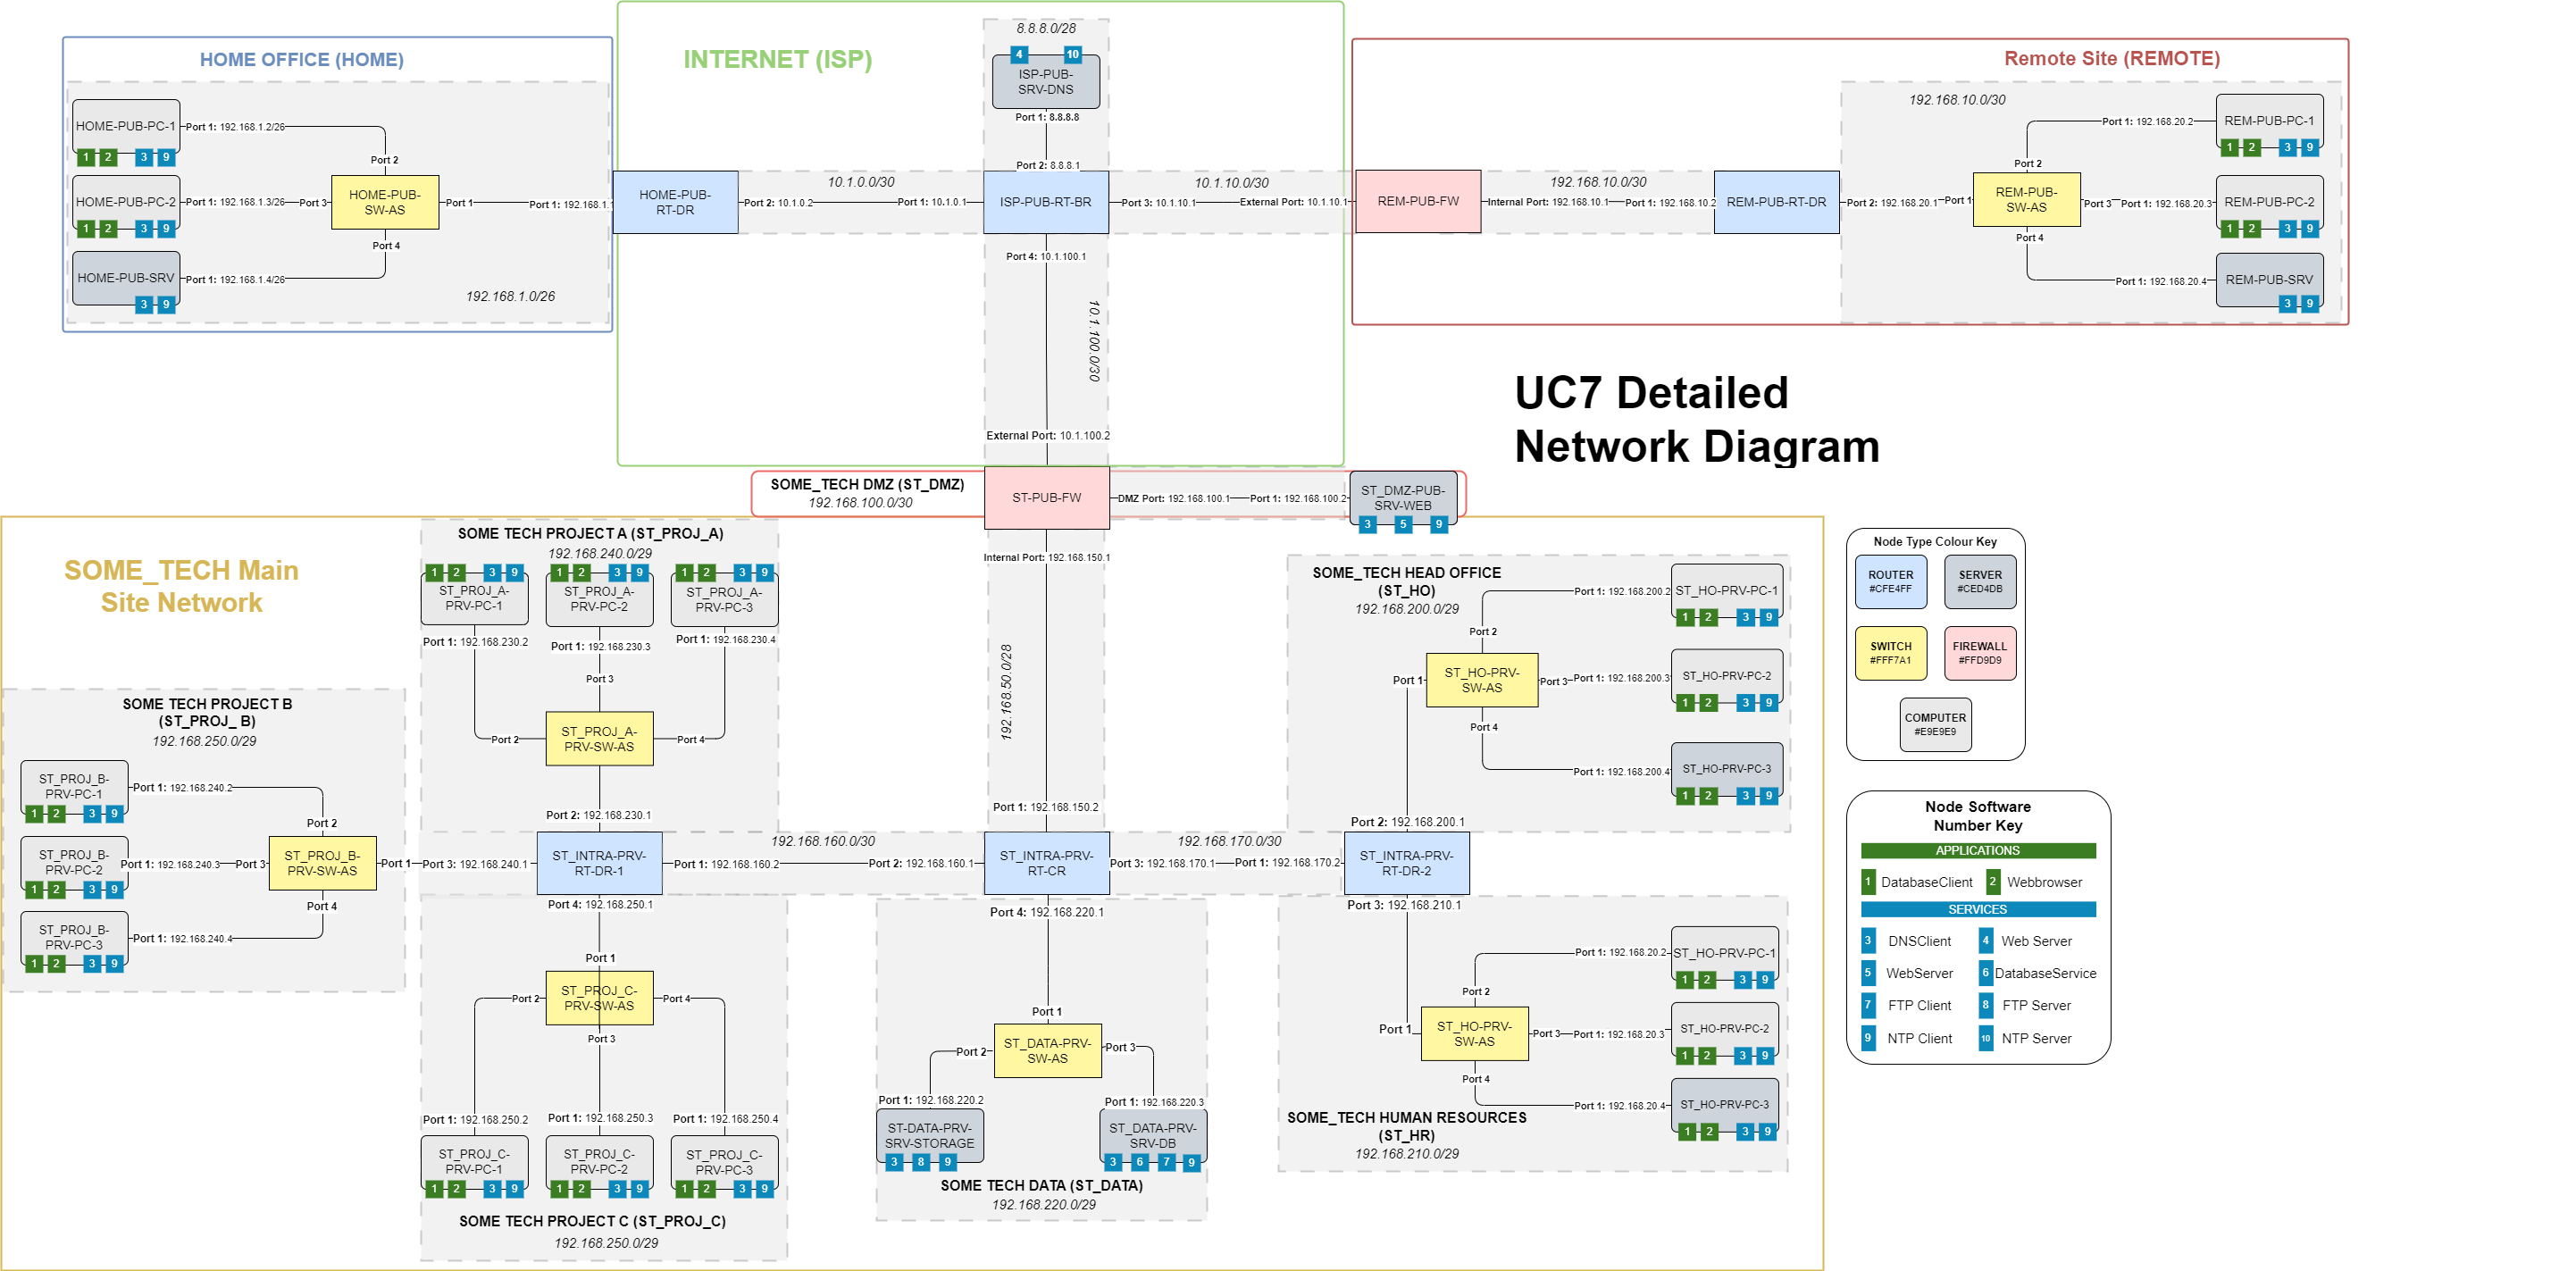 HOME OFFICE (HOME)
HOME-PUB-PC-1
1 2 3 9
Port 1: 192.168.1.2/26
Port 2
HOME-PUB-PC-2
1 2 3 9
Port 1: 192.168.1.3/26
Port 3
HOME-PUB-
SW-AS
Port 1
Port 1: 192.168.1.1
Port 4
HOME-PUB-SRV
3 9
Port 1: 192.168.1.4/26
192.168.1.0/26
INTERNET (ISP)
8.8.8.0/28
4 10
ISP-PUB-
SRV-DNS
Port 1: 8.8.8.8
Port 2: 8.8.8.1
HOME-PUB-
RT-DR
10.1.0.0/30
Port 2: 10.1.0.2
Port 1: 10.1.0.1
ISP-PUB-RT-BR
10.1.10.0/30
Port 3: 10.1.10.1
External Port: 10.1.10.1
Port 4: 10.1.100.1
10.1.100.0/30
External Port: 10.1.100.2
Remote Site (REMOTE)
REM-PUB-FW
192.168.10.0/30
Internal Port: 192.168.10.1
Port 1: 192.168.10.2
REM-PUB-RT-DR
192.168.10.0/30
Port 2: 192.168.20.1
Port 1
REM-PUB-
SW-AS
Port 2
Port 1: 192.168.20.2
REM-PUB-PC-1
1 2 3 9
Port 3
Port 1: 192.168.20.3
REM-PUB-PC-2
1 2 3 9
Port 4
Port 1: 192.168.20.4
REM-PUB-SRV
3 9
UC7 Detailed
Network Diagram
SOME_TECH DMZ (ST_DMZ)
192.168.100.0/30
ST-PUB-FW
DMZ Port: 192.168.100.1
Port 1: 192.168.100.2
ST_DMZ-PUB-
SRV-WEB
3 5 9
Internal Port: 192.168.150.1
192.168.50.0/28
Port 1: 192.168.150.2
SOME_TECH Main
Site Network
SOME TECH PROJECT A (ST_PROJ_A)
192.168.240.0/29
1 2 3 9
ST_PROJ_A-
PRV-PC-1
1 2 3 9
ST_PROJ_A-
PRV-PC-2
1 2 3 9
ST_PROJ_A-
PRV-PC-3
Port 1: 192.168.230.2
Port 1: 192.168.230.3
Port 1: 192.168.230.4
Port 3
Port 2
ST_PROJ_A-
PRV-SW-AS
Port 4
Port 2: 192.168.230.1
SOME TECH PROJECT B
(ST_PROJ_ B)
192.168.250.0/29
ST_PROJ_B-
PRV-PC-1
1 2 3 9
Port 1: 192.168.240.2
Port 2
ST_PROJ_B-
PRV-PC-2
1 2 3 9
Port 1: 192.168.240.3
Port 3
ST_PROJ_B-
PRV-SW-AS
Port 1
Port 3: 192.168.240.1
Port 4
ST_PROJ_B-
PRV-PC-3
1 2 3 9
Port 1: 192.168.240.4
ST_INTRA-PRV-
RT-DR-1
192.168.160.0/30
Port 1: 192.168.160.2
Port 2: 192.168.160.1
ST_INTRA-PRV-
RT-CR
192.168.170.0/30
Port 3: 192.168.170.1
Port 1: 192.168.170.2
ST_INTRA-PRV-
RT-DR-2
Port 4: 192.168.250.1
Port 1
Port 2
ST_PROJ_C-
PRV-SW-AS
Port 4
Port 3
Port 1: 192.168.250.2
Port 1: 192.168.250.3
Port 1: 192.168.250.4
ST_PROJ_C-
PRV-PC-1
1 2 3 9
ST_PROJ_C-
PRV-PC-2
1 2 3 9
ST_PROJ_C-
PRV-PC-3
1 2 3 9
SOME TECH PROJECT C (ST_PROJ_C)
192.168.250.0/29
Port 4: 192.168.220.1
Port 1
Port 2
ST_DATA-PRV-
SW-AS
Port 3
Port 1: 192.168.220.2
Port 1: 192.168.220.3
ST-DATA-PRV-
SRV-STORAGE
3 8 9
ST_DATA-PRV-
SRV-DB
3 6 7 9
SOME TECH DATA (ST_DATA)
192.168.220.0/29
SOME_TECH HEAD OFFICE
(ST_HO)
192.168.200.0/29
Port 1: 192.168.200.2
ST_HO-PRV-PC-1
1 2 3 9
Port 2
Port 1
ST_HO-PRV-
SW-AS
Port 3
Port 1: 192.168.200.3
ST_HO-PRV-PC-2
1 2 3 9
Port 4
Port 1: 192.168.200.4
ST_HO-PRV-PC-3
1 2 3 9
Port 2: 192.168.200.1
Port 3: 192.168.210.1
Port 1: 192.168.20.2
ST_HO-PRV-PC-1
1 2 3 9
Port 2
Port 1
ST_HO-PRV-
SW-AS
Port 3
Port 1: 192.168.20.3
ST_HO-PRV-PC-2
1 2 3 9
Port 4
Port 1: 192.168.20.4
ST_HO-PRV-PC-3
1 2 3 9
SOME_TECH HUMAN RESOURCES
(ST_HR)
192.168.210.0/29
Node Type Colour Key
ROUTER
#CFE4FF
SERVER
#CED4DB
SWITCH
#FFF7A1
FIREWALL
#FFD9D9
COMPUTER
#E9E9E9
Node Software
Number Key
APPLICATIONS
1 DatabaseClient 2 Webbrowser
SERVICES
3 DNSClient 4 Web Server
5 WebServer 6 DatabaseService
7 FTP Client 8 FTP Server
9 NTP Client 10 NTP Server